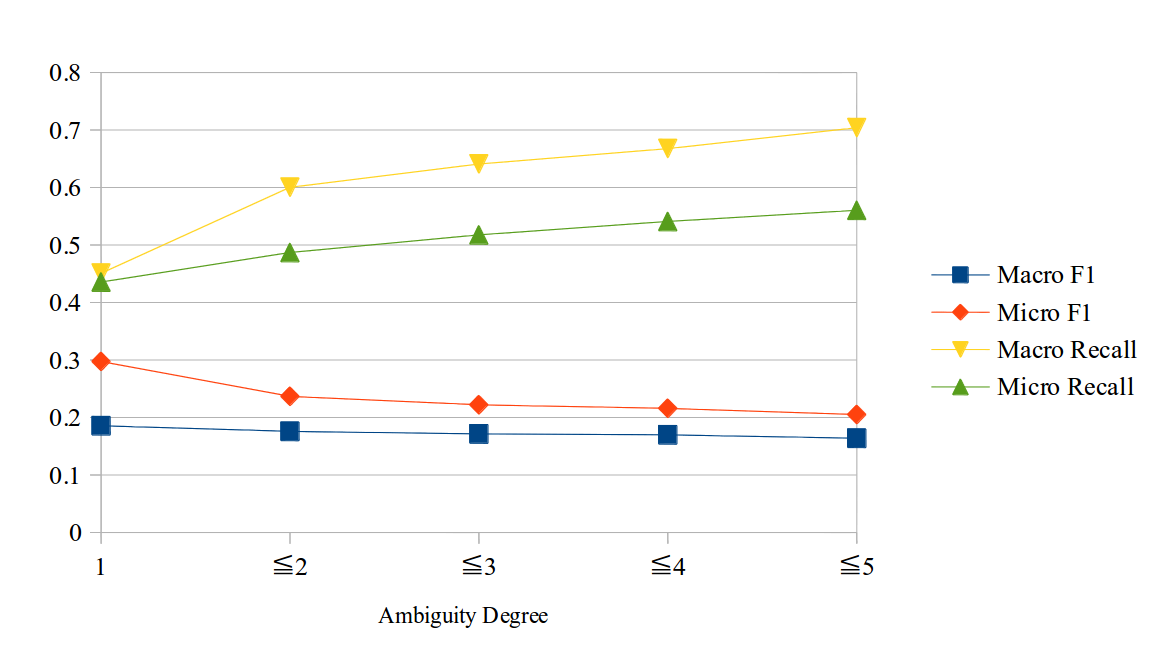 0.8
0.7
0.6
0.5
0.4
0.3
0.2
0.1
0
1 ≦2 ≦3 ≦4 ≦5
Ambiguity Degree
Macro F1
Micro F1
Macro Recall
Micro Recall